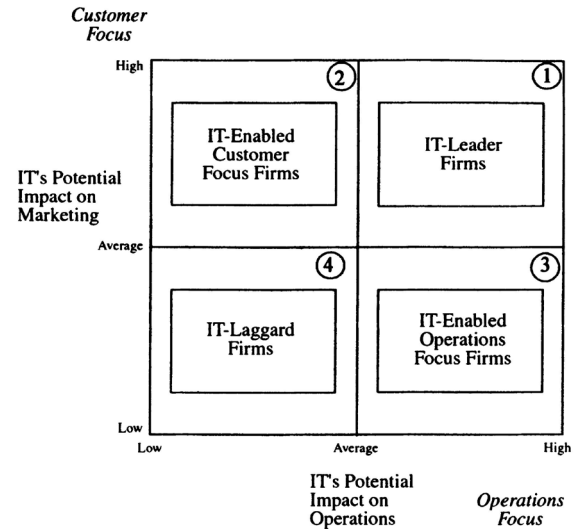 Customer
Focus
High
2
1
IT-Enabled
Customer
Focus Firms
IT-Leader
Firms
IT's Potential
Impact on
Marketing
Average
4
3
IT-Laggard
Firms
IT-Enabled
Operations
Focus Firms
Low
Low
Average
High
IT's Potential
Impact on
Operations
Operations
Focus